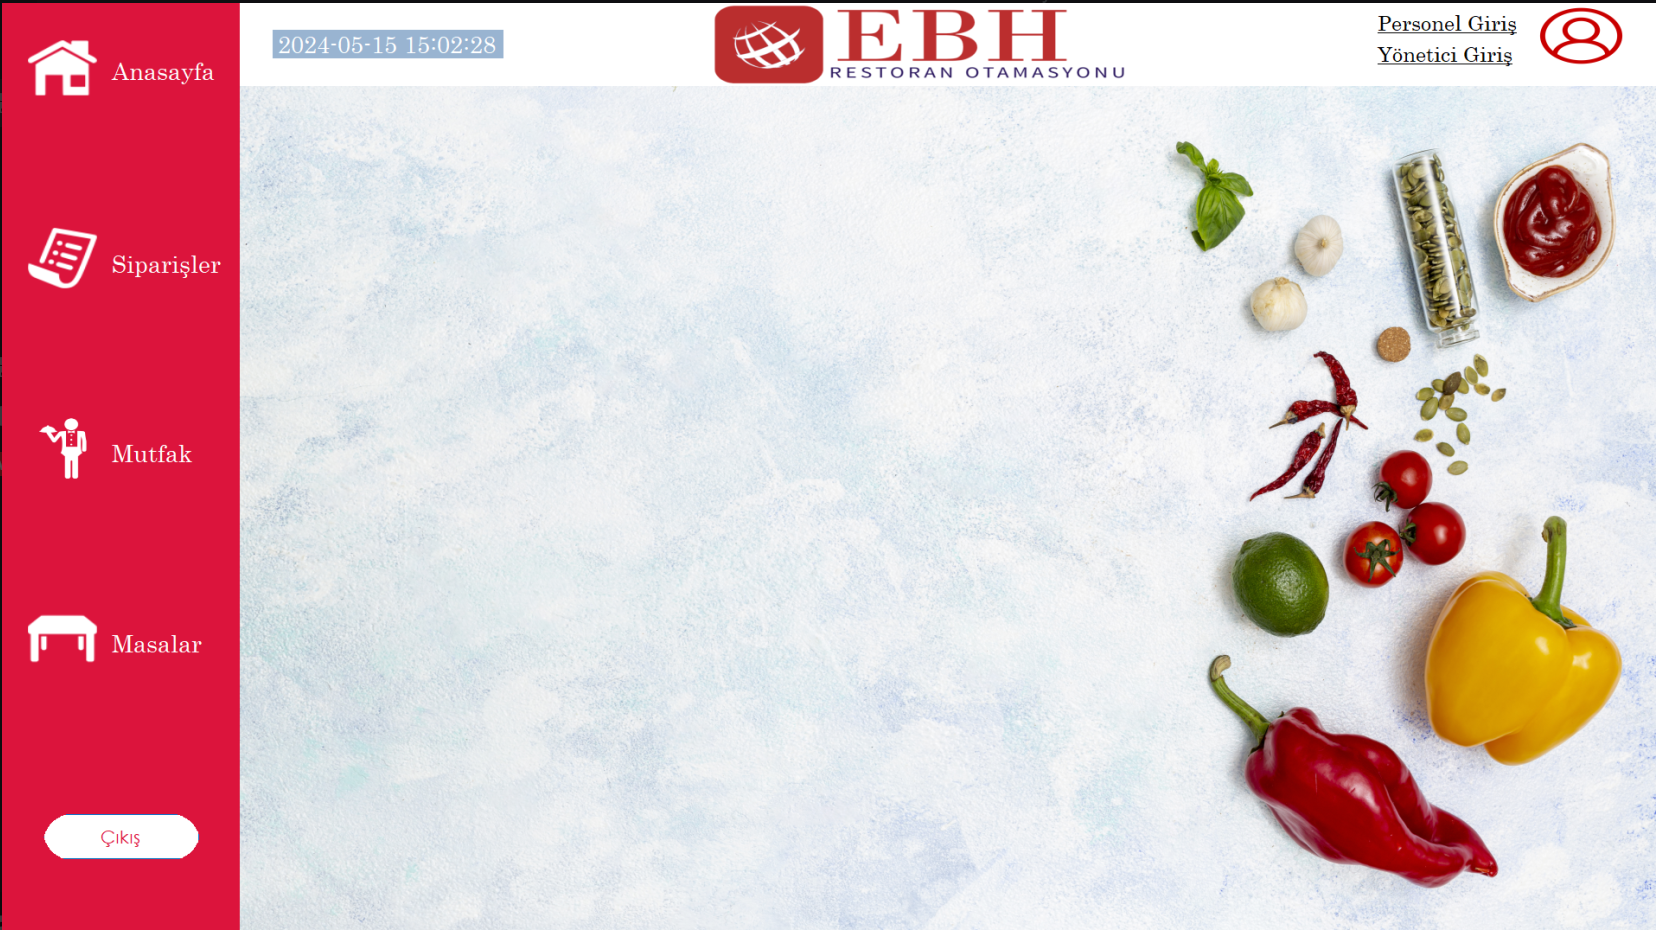 Anasayfa
Siparişler
Mutfak
Masalar
Çıkış
2024-05-15 15:02:28
EBH
RESTORAN OTAMASYONU
Personel Giriş
Yönetici Giriş